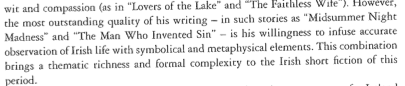 wit and compassion (as in "Lovers of the Lake" and "The Faithless Wife"). However,
the most outstanding quality of his writing – in such stories as "Midsummer Night
Madness" and "The Man Who Invented Sin" – is his willingness to infuse accurate
observation of Irish life with symbolical and metaphysical elements. This combination
brings a thematic richness and formal complexity to the Irish short fiction of this
period.